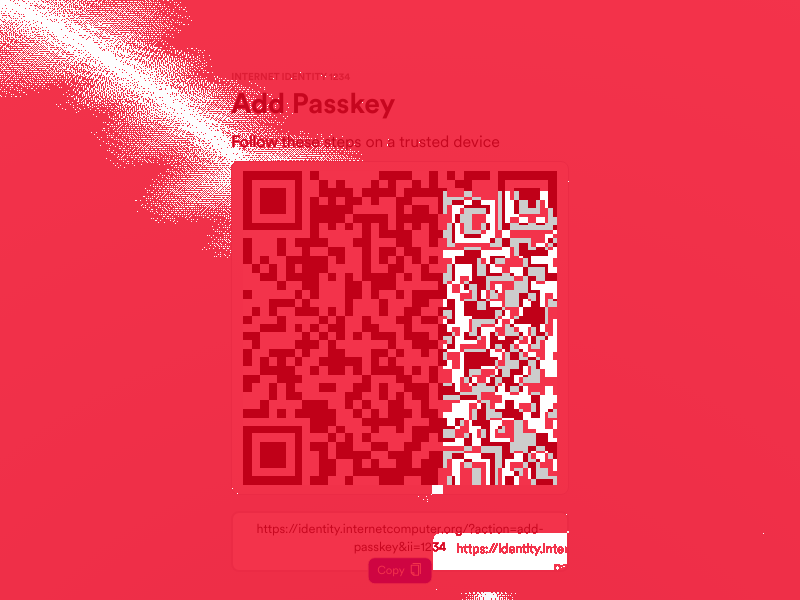 INTERNET IDENTITY 1234
Add Passkey
Follow these steps on a trusted device
https://identity.internetcomputer.org/?action=add-
passkey&ii=1234
https://identity.inter
Copy